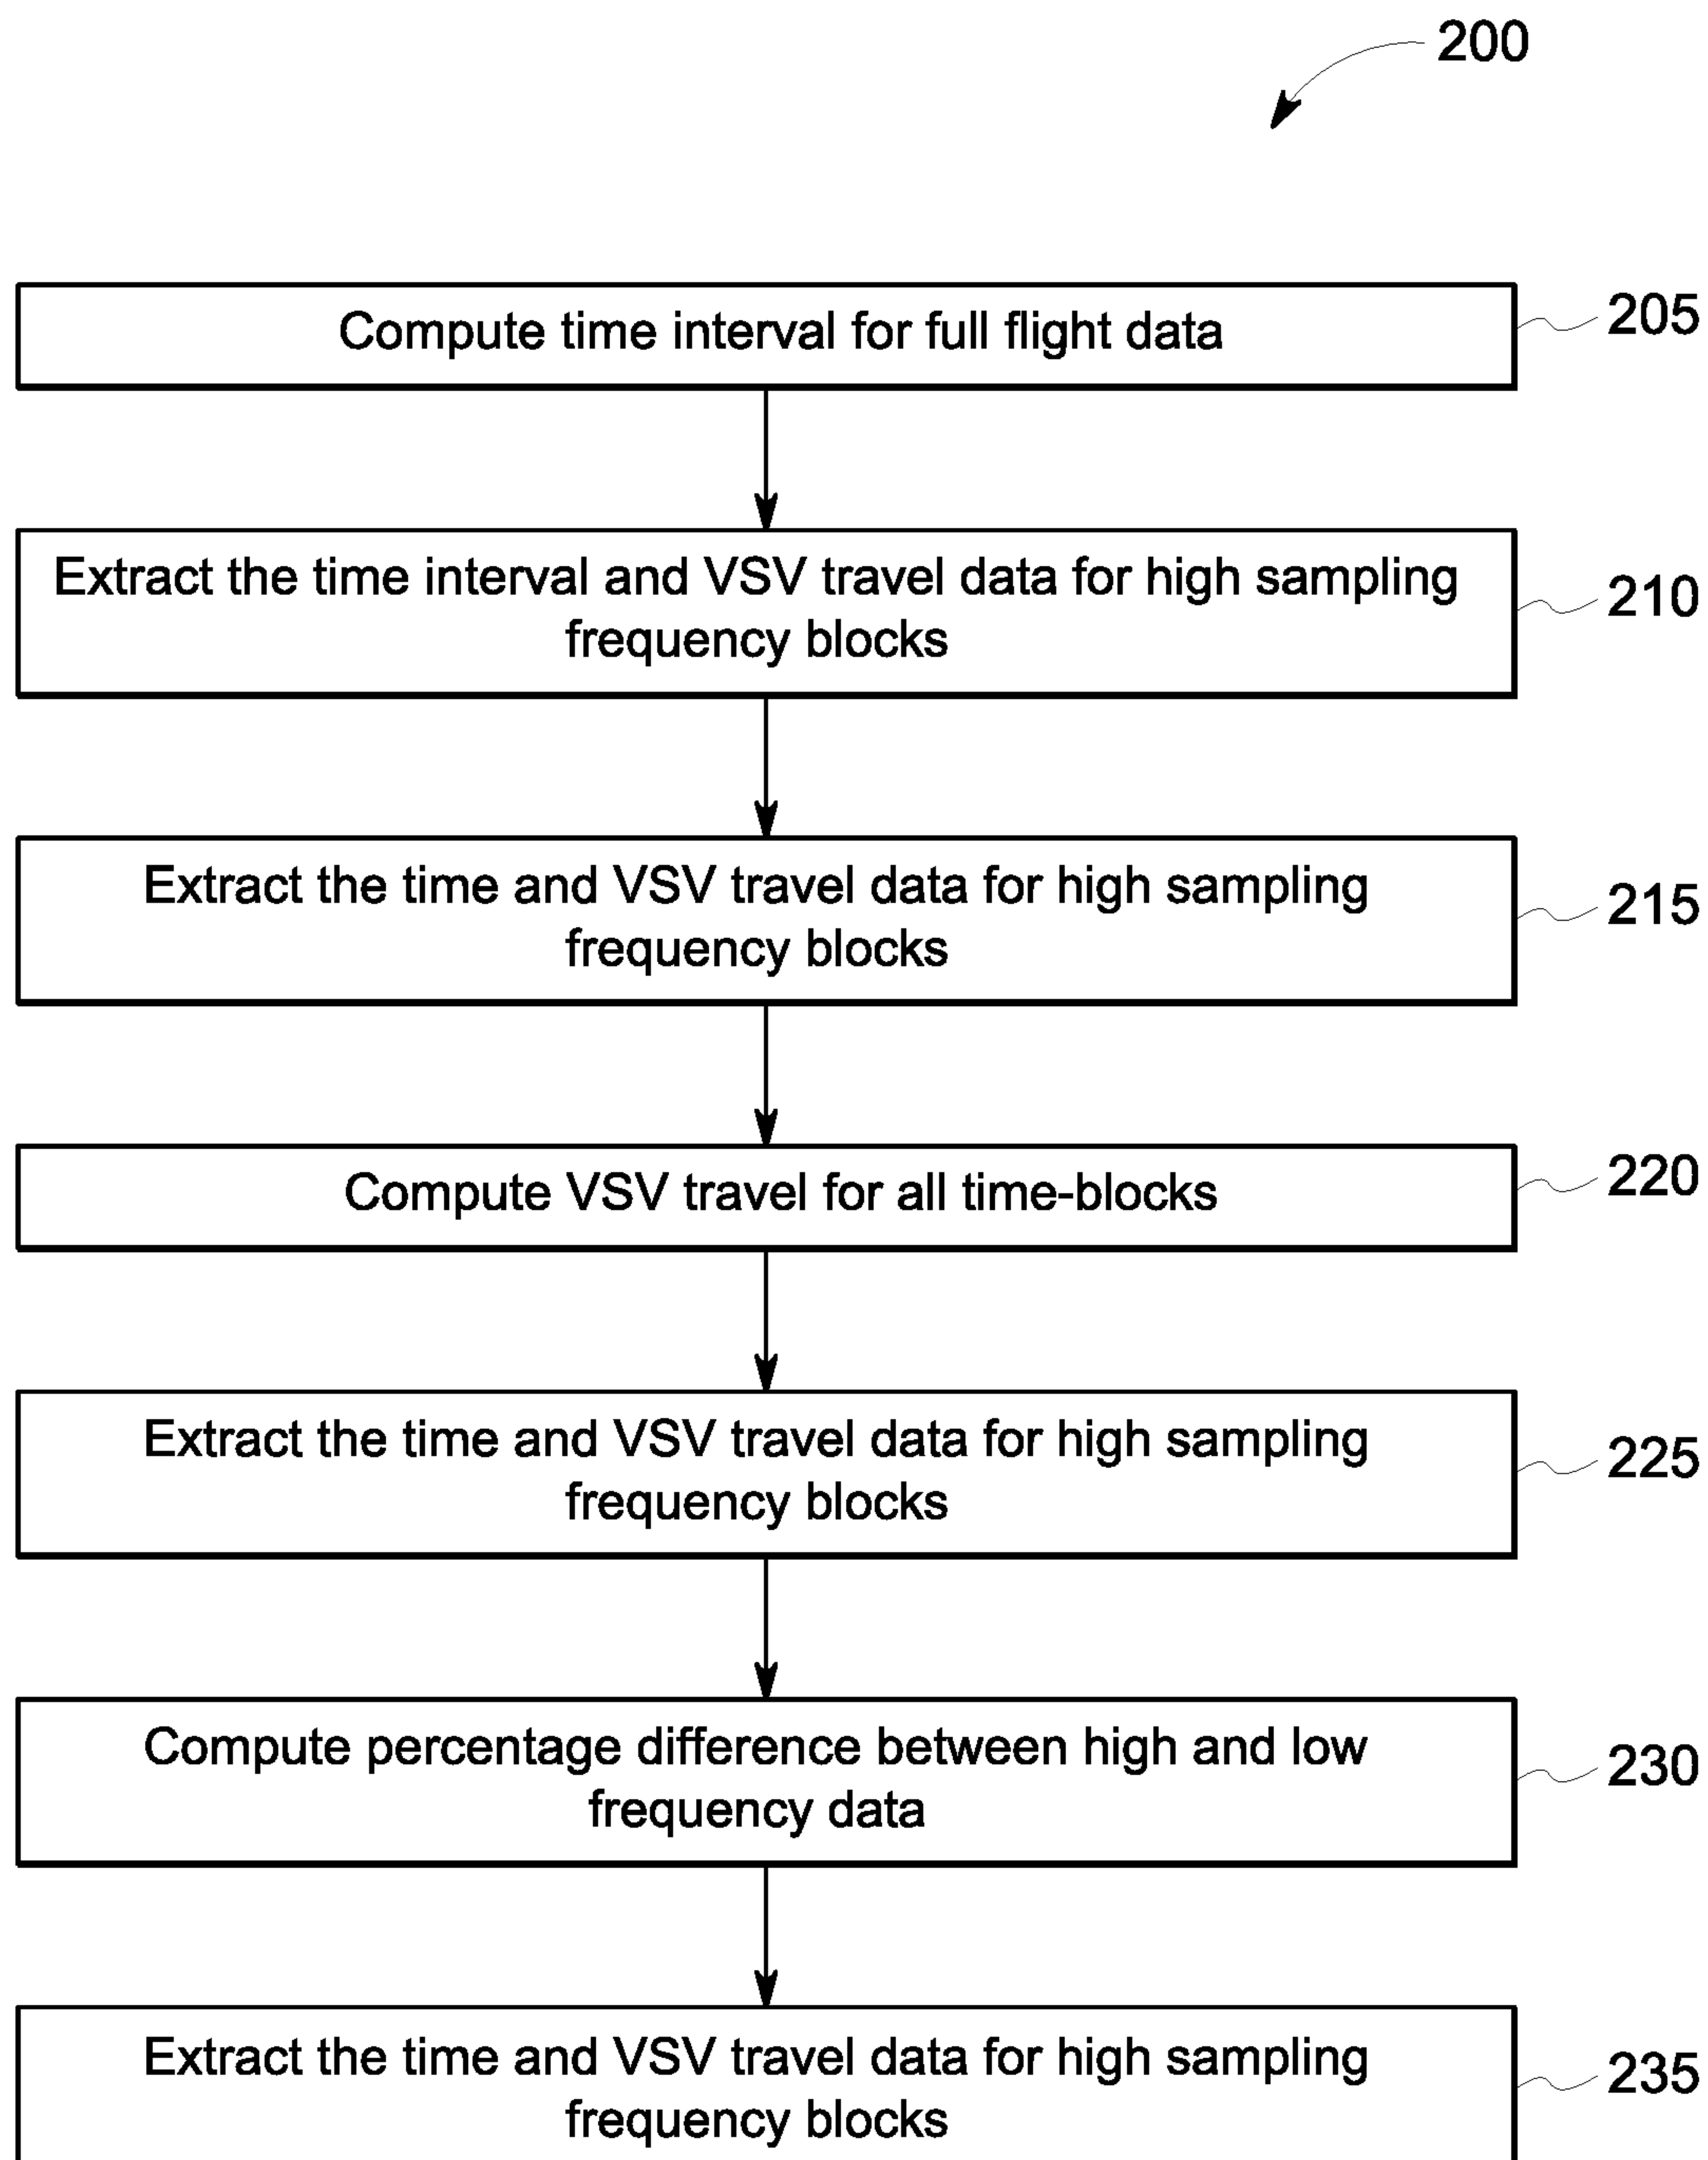 200
Compute time interval for full flight data
205
Extract the time interval and VSV travel data for high sampling
frequency blocks
210
Extract the time and VSV travel data for high sampling
frequency blocks
215
Compute VSV travel for all time-blocks
220
Extract the time and VSV travel data for high sampling
frequency blocks
225
Compute percentage difference between high and low
frequency data
230
Extract the time and VSV travel data for high sampling
frequency blocks
235